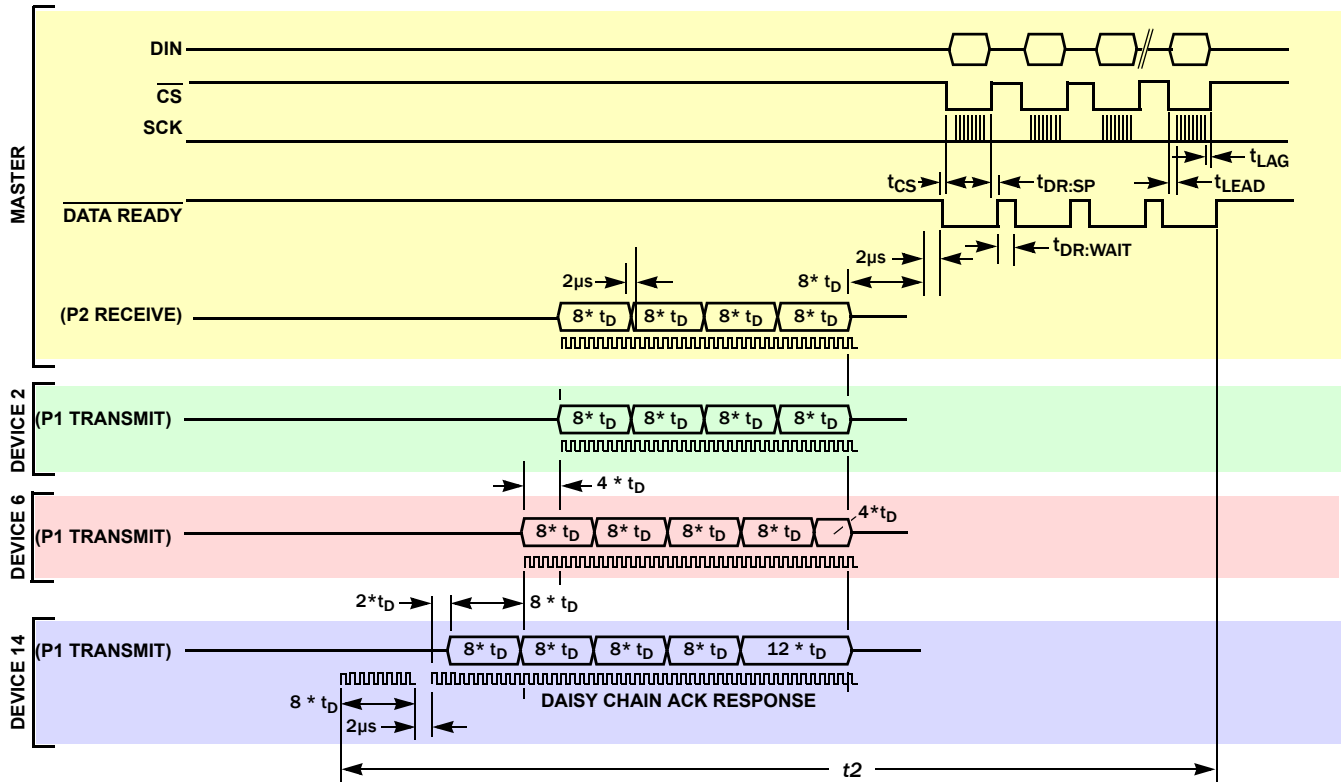 MASTER
DIN
CS
SCK
tLAG
tCS
tDR:SP
tLEAD
DATA READY
tDR:WAIT
2µs
2µs
8* tD
(P2 RECEIVE)
8* tD 8* tD 8* tD 8* tD
DEVICE 2
(P1 TRANSMIT)
8* tD 8* tD 8* tD 8* tD
4 * tD
DEVICE 6
(P1 TRANSMIT)
8* tD 8* tD 8* tD 8* tD
4*tD
2*tD
8 * tD
DEVICE 14
(P1 TRANSMIT)
8* tD 8* tD 8* tD 8* tD 12 * tD
8 * tD
DAISY CHAIN ACK RESPONSE
2µs
t2